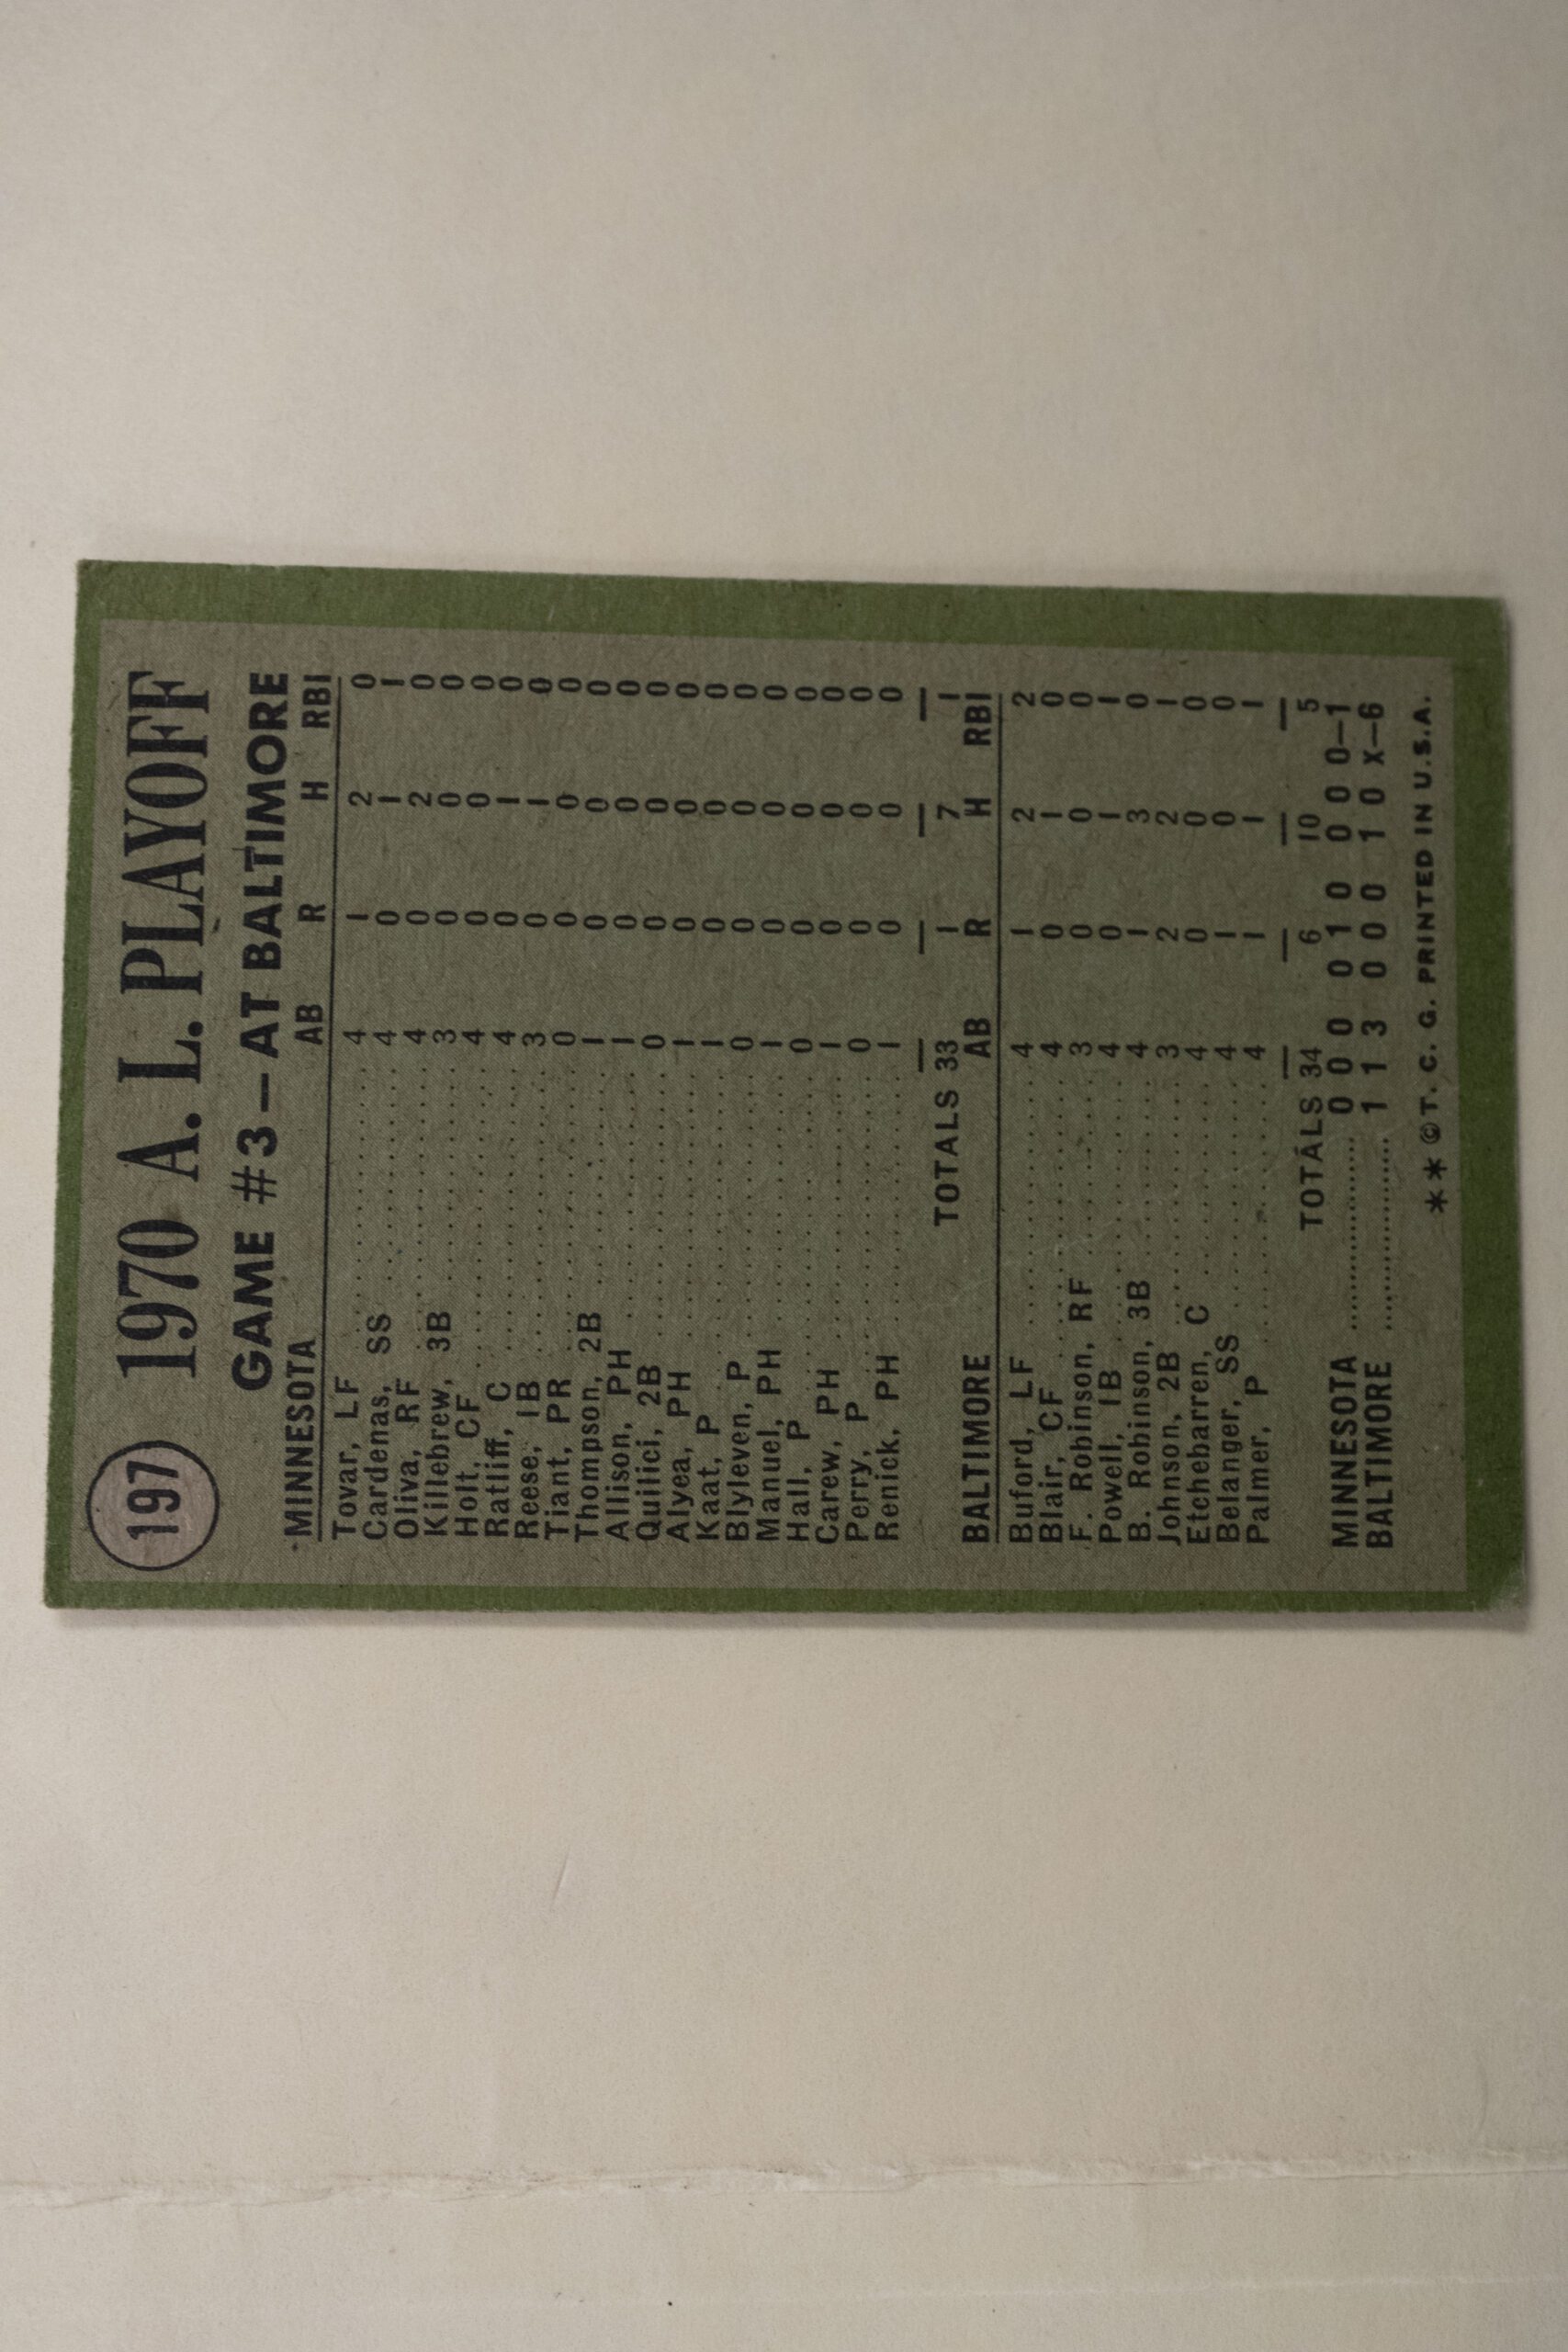 197 1970 A. L. PLAYOFF
GAME #3—AT BALTIMORE
MINNESOTA AB R H RBI
Tovar, LF 4 1 2 0
Cardenas, SS 4 0 1 1
Oliva, RF 4 0 2 0
Killebrew, 3B 3 0 0 0
Holt, CF 4 0 0 0
Ratliff, C 4 0 1 0
Reese, 1B 3 0 1 0
Tiant, PR 0 0 0 0
Thompson, 2B 1 0 0 0
Allison, PH 1 0 0 0
Quilici, 2B 0 0 0 0
Alyea, PH 1 0 0 0
Kaat, P 1 0 0 0
Blyleven, P 0 0 0 0
Manuel, PH 1 0 0 0
Hall, P 0 0 0 0
Carew, PH 1 0 0 0
Perry, P 0 0 0 0
Renick, PH 1 0 0 0
TOTALS 33 1 7 1
BALTIMORE AB R H RBI
Buford, LF 4 1 2 2
Blair, CF 4 0 1 0
F. Robinson, RF 3 0 0 0
Powell, 1B 4 0 1 1
B. Robinson, 3B 4 1 3 0
Johnson, 2B 3 2 2 1
Etchebarren, C 4 0 0 0
Belanger, SS 4 1 0 0
Palmer, P 4 1 1 1
TOTALS 34 6 10 5
MINNESOTA 0 0 0 0 1 0 0 0 0—1
BALTIMORE 1 1 3 0 0 0 1 0 x—6
**©T. C. G. PRINTED IN U.S.A.